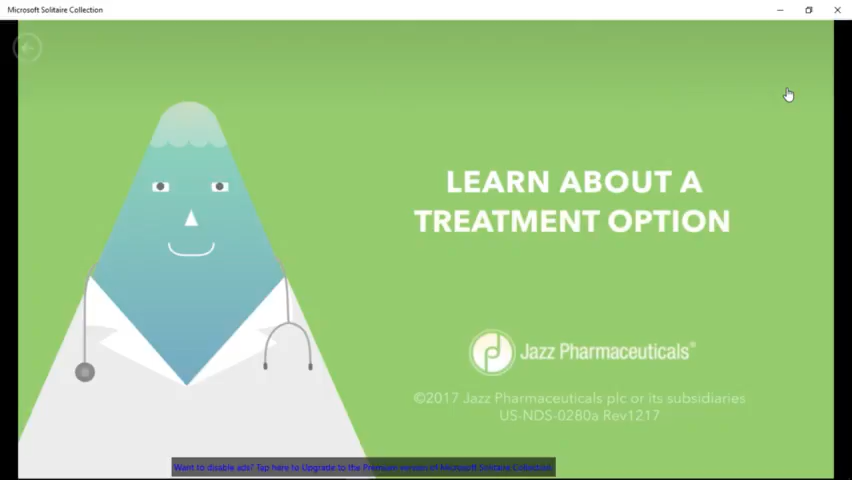 Microsoft Solitaire Collection
LEARN ABOUT A
TREATMENT OPTION
Jazz Pharmaceuticals®
©2017 Jazz Pharmaceuticals plc or its subsidiaries
US-NDS-0280a Rev1217
Want to disable ads? Tap here to Upgrade to the Premium version of Microsoft Solitaire Collection.